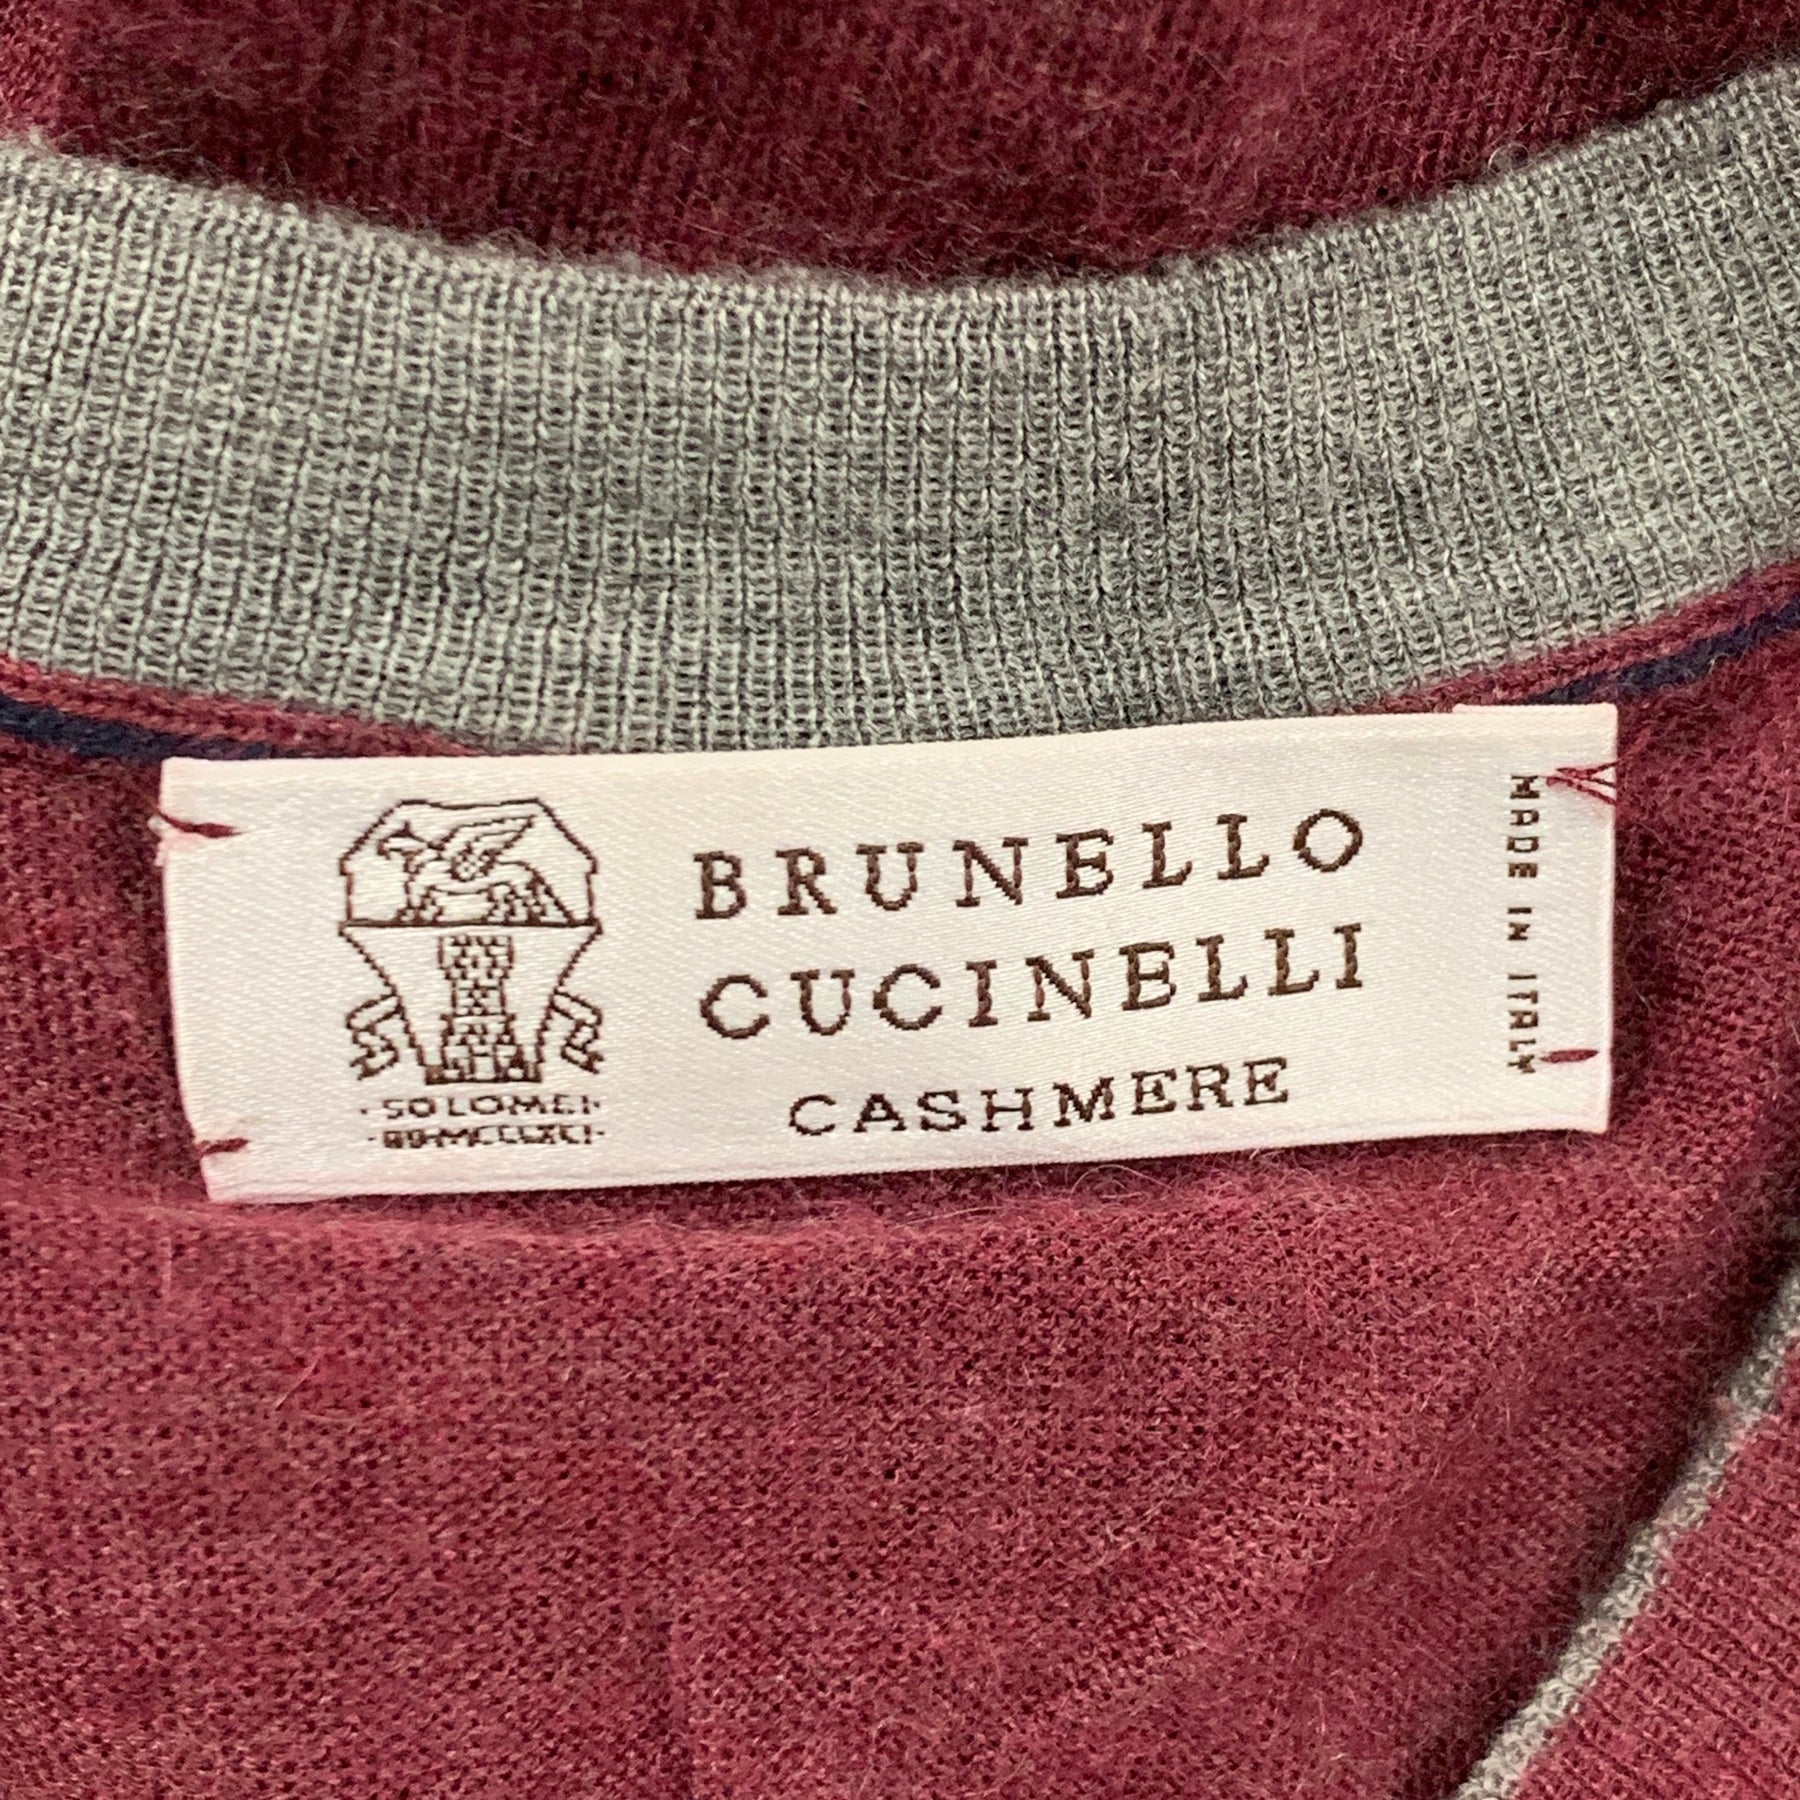 BRUNELLO
CUCINELLI
CASHMERE
· SOLOMEI ·
MADE IN ITALY